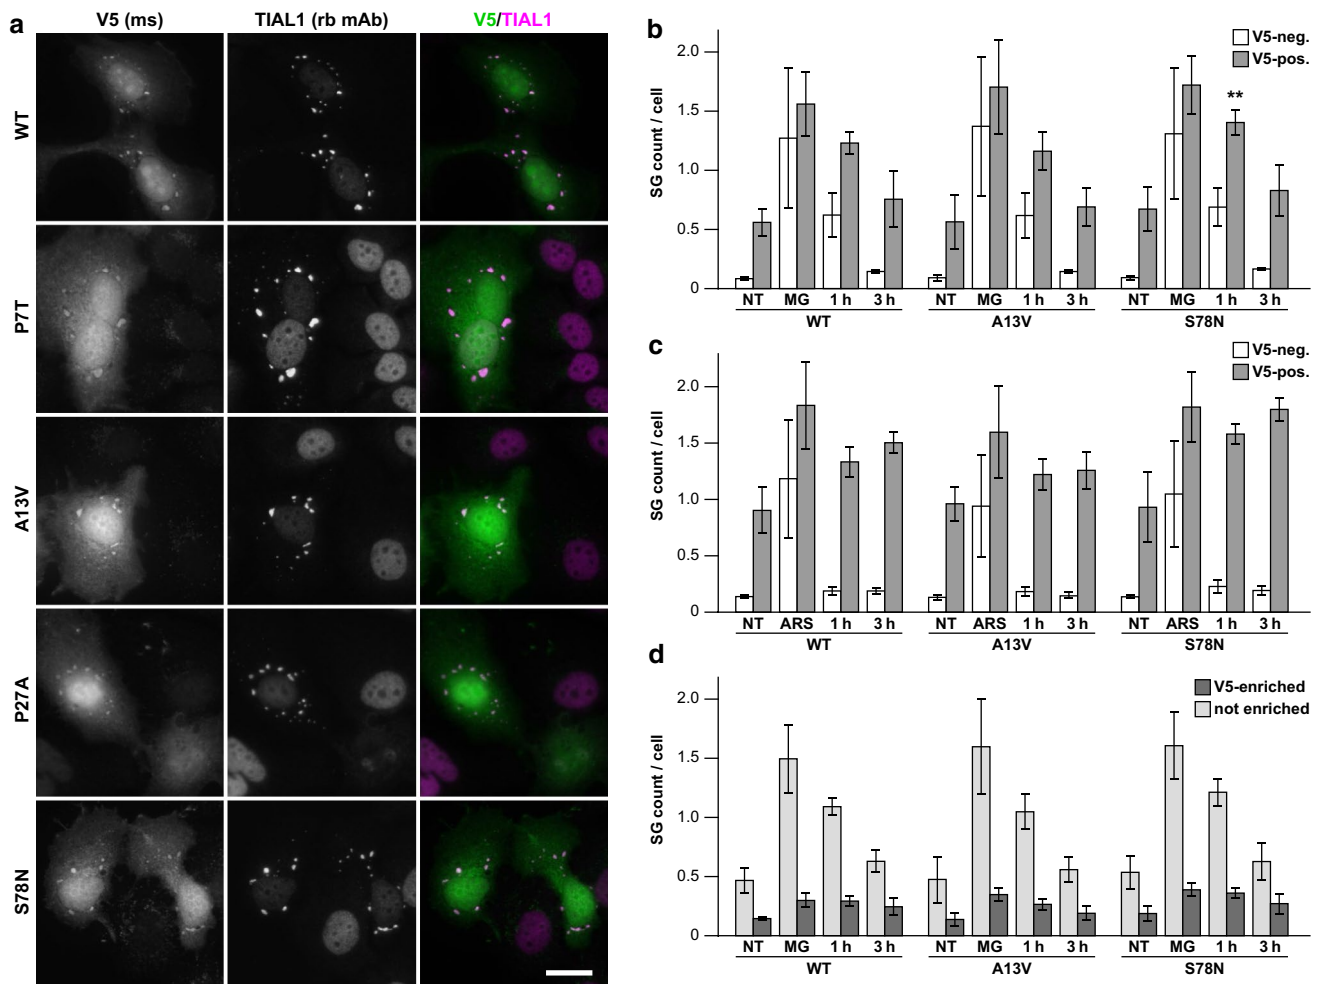 a
V5 (ms)
TIAL1 (rb mAb)
V5/TIAL1
WT
P7T
A13V
P27A
S78N
b
SG count / cell
2.0
1.5
1.0
0.5
0
V5-neg.
V5-pos.
**
NT MG 1 h 3 h NT MG 1 h 3 h NT MG 1 h 3 h
WT A13V S78N
c
SG count / cell
2.0
1.5
1.0
0.5
0
V5-neg.
V5-pos.
NT ARS 1 h 3 h NT ARS 1 h 3 h NT ARS 1 h 3 h
WT A13V S78N
d
SG count / cell
2.0
1.5
1.0
0.5
0
V5-enriched
not enriched
NT MG 1 h 3 h NT MG 1 h 3 h NT MG 1 h 3 h
WT A13V S78N